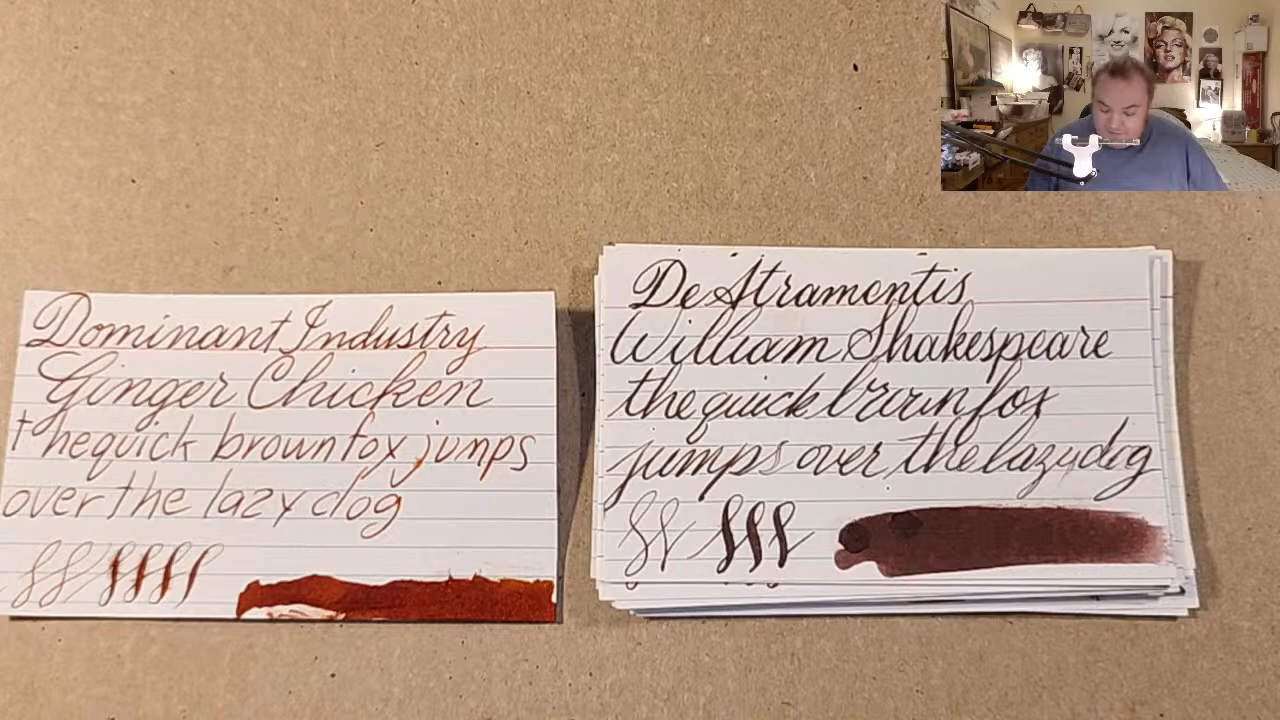 Dominant Industry
Ginger Chicken
the quick brown fox jumps
over the lazy dog
De Atramentis
William Shakespeare
the quick brown fox
jumps over the lazy dog